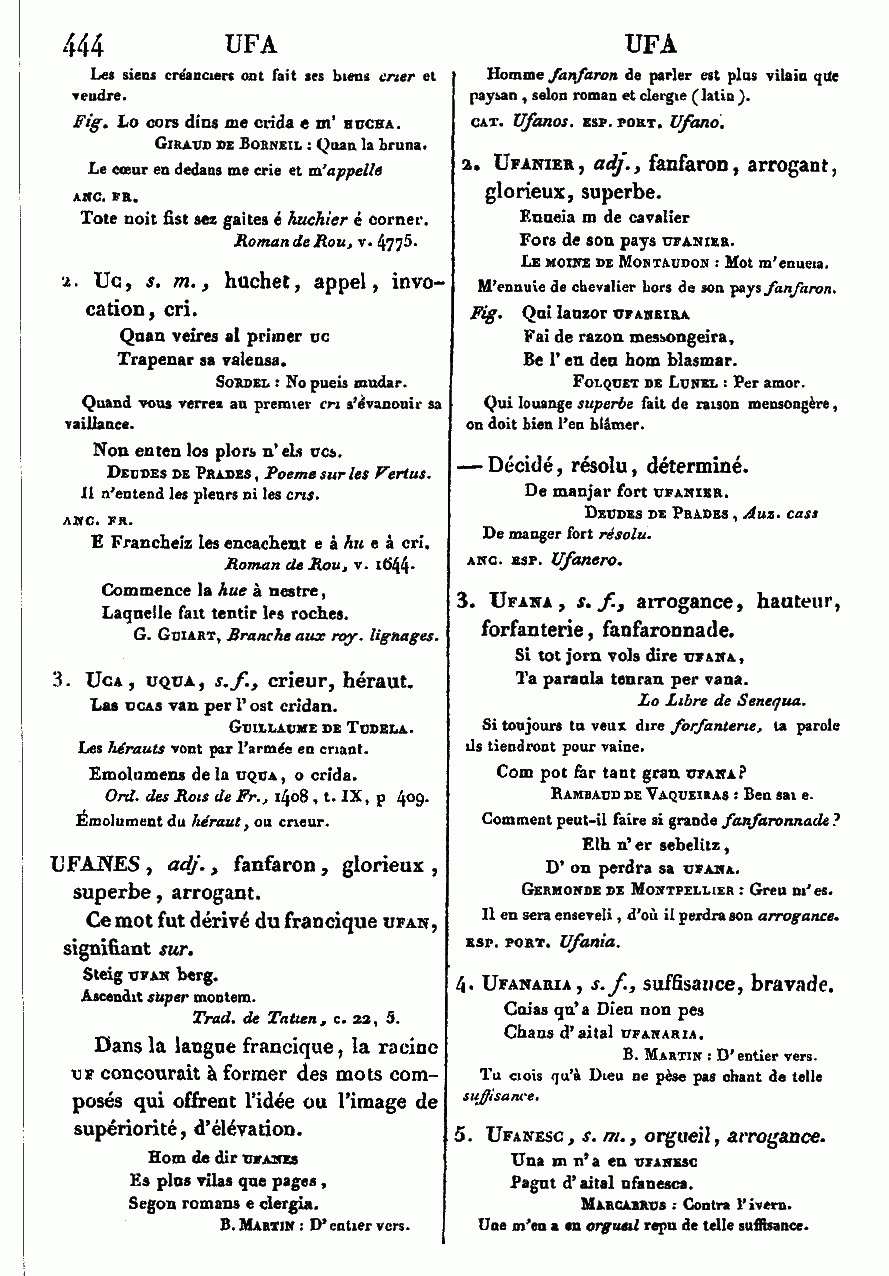 444 UFA UFA
Les siens créanciers ont fait ses biens crier et
vendre.
Fig. Lo cors dins me crida e m' HUCHA.
GIRAUD DE BORNEIL : Quan la bruna.
Le cœur en dedans me crie et m'appelle
ANC. FR.
Tote noit fist sez gaites é huchier é corner.
Roman de Rou, v. 4775.
2. UC, s. m., huchet, appel, invo-
cation, cri.
Quan veires al primer UC
Trapenar sa valensa.
SORDEL : No pueis mudar.
Quand vous verrez au premier cri s'évanouir sa
vaillance.
Non enten los plors n'els UCS.
DEUDES DE PRADES, Poeme sur les Vertus.
Il n'entend les pleurs ni les cris.
ANC. FR.
E Francheiz les encachent e à hu e à cri.
Roman de Rou, v. 1644.
Commence la hue à nestre,
Laquelle fait tentir les roches.
G. GUIART, Branche aux roy. lignages.
3. UCA, UQUA, s. f., crieur, héraut.
Las UCAS van per l'ost cridan.
GUILLAUME DE TUDELA.
Les hérauts vont par l'armée en criant.
Emolumens de la UQUA, o crida.
Ord. des Rois de Fr., 1408, t. IX, p 409.
Émolument du héraut, ou crieur.
UFANES, adj., fanfaron, glorieux,
superbe, arrogant.
Ce mot fut dérivé du francique UFAN,
signifiant sur.
Steig UFAN berg.
Ascendit super montem.
Trad. de Tatien, c. 22, 5.
Dans la langue francique, la racine
UF concourait à former des mots com-
posés qui offrent l'idée ou l'image de
supériorité, d'élévation.
Hom de dir UFANES
Es plus vilas que pages,
Segon romans e clergia.
B. MARTIN : D'entier vers.
Homme fanfaron de parler est plus vilain que
paysan, selon roman et clergie (latin).
CAT. Ufanos. ESP. PORT. Ufano.
2. UFANIER, adj., fanfaron, arrogant,
glorieux, superbe.
Enueia m de cavalier
Fors de son pays UFANIER.
LE MOINE DE MONTAUDON : Mot m'enueia.
M'ennuie de chevalier hors de son pays fanfaron.
Fig. Qui lauzor UFANEIRA
Fai de razon messongeira,
Be l'en deu hom blasmar.
FOLQUET DE LUNEL : Per amor.
Qui louange superbe fait de raison mensongère,
on doit bien l'en blâmer.
— Décidé, résolu, déterminé.
De manjar fort UFANIER.
DEUDES DE PRADES, Auz. cass
De manger fort résolu.
ANC. ESP. Ufanero.
3. UFANA, s. f., arrogance, hauteur,
forfanterie, fanfaronnade.
Si tot jorn vols dire UFANA,
Ta paraula tenran per vana.
Lo Libre de Senequa.
Si toujours tu veux dire forfanterie, ta parole
ils tiendront pour vaine.
Com pot far tant gran UFANA?
RAMBAUD DE VAQUEIRAS : Ben sai e.
Comment peut-il faire si grande fanfaronnade?
Elh n'er sebelitz,
D'on perdra sa UFANA.
GERMONDE DE MONTPELLIER : Greu m'es.
Il en sera enseveli, d'où il perdra son arrogance.
ESP. PORT. Ufania.
4. UFANARIA, s. f., suffisance, bravade.
Cuias qu'a Dieu non pes
Chans d'aital UFANARIA.
B. MARTIN : D'entier vers.
Tu crois qu'à Dieu ne pèse pas chant de telle
suffisance.
5. UFANESC, s. m., orgueil, arrogance.
Una m n'a en UFANESC
Pagut d'aital ufanesca.
MARCABRUS : Contra l'ivern.
Une m'en a en orgueil repu de telle suffisance.